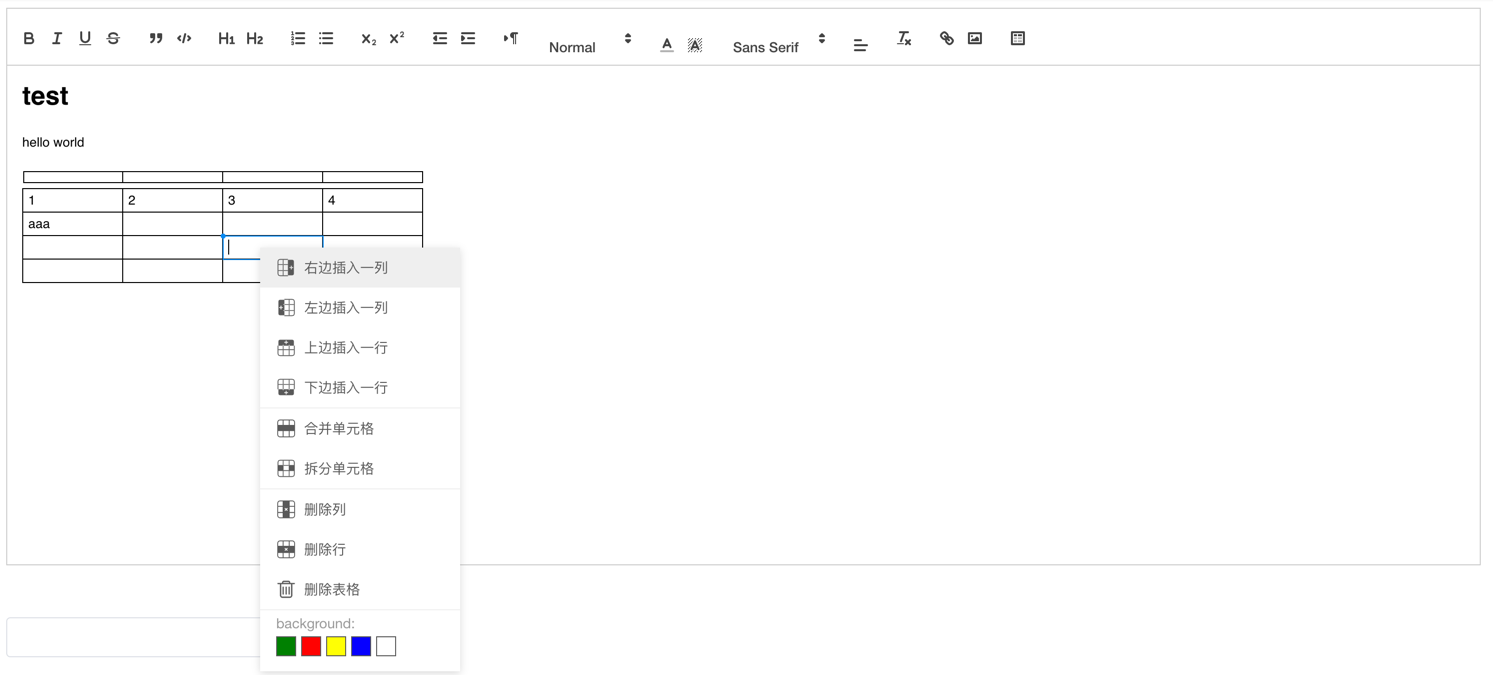 B I U S ” </> H1 H2 X₂ X² ¶ Normal A A Sans Serif Tx
test
hello world
1 2 3 4
aaa
右边插入一列
左边插入一列
上边插入一行
下边插入一行
合并单元格
拆分单元格
删除列
删除行
删除表格
background: